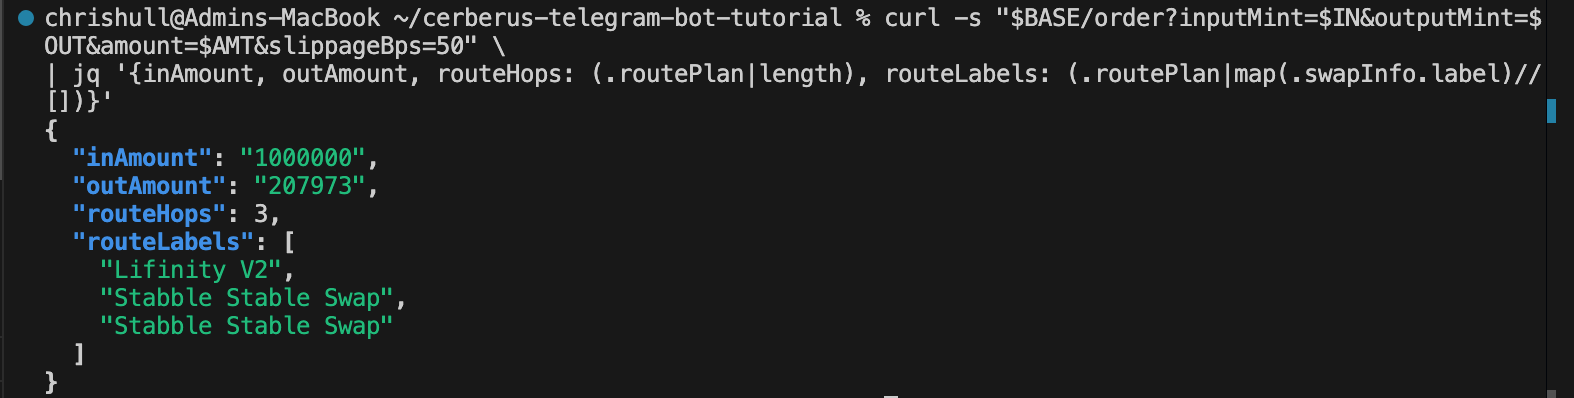 chrishull@Admins-MacBook ~/cerberus-telegram-bot-tutorial % curl -s "$BASE/order?inputMint=$IN&outputMint=$
OUT&amount=$AMT&slippageBps=50" \
| jq '{inAmount, outAmount, routeHops: (.routePlan|length), routeLabels: (.routePlan|map(.swapInfo.label)//
[])}'
{
  "inAmount": "1000000",
  "outAmount": "207973",
  "routeHops": 3,
  "routeLabels": [
    "Lifinity V2",
    "Stabble Stable Swap",
    "Stabble Stable Swap"
  ]
}